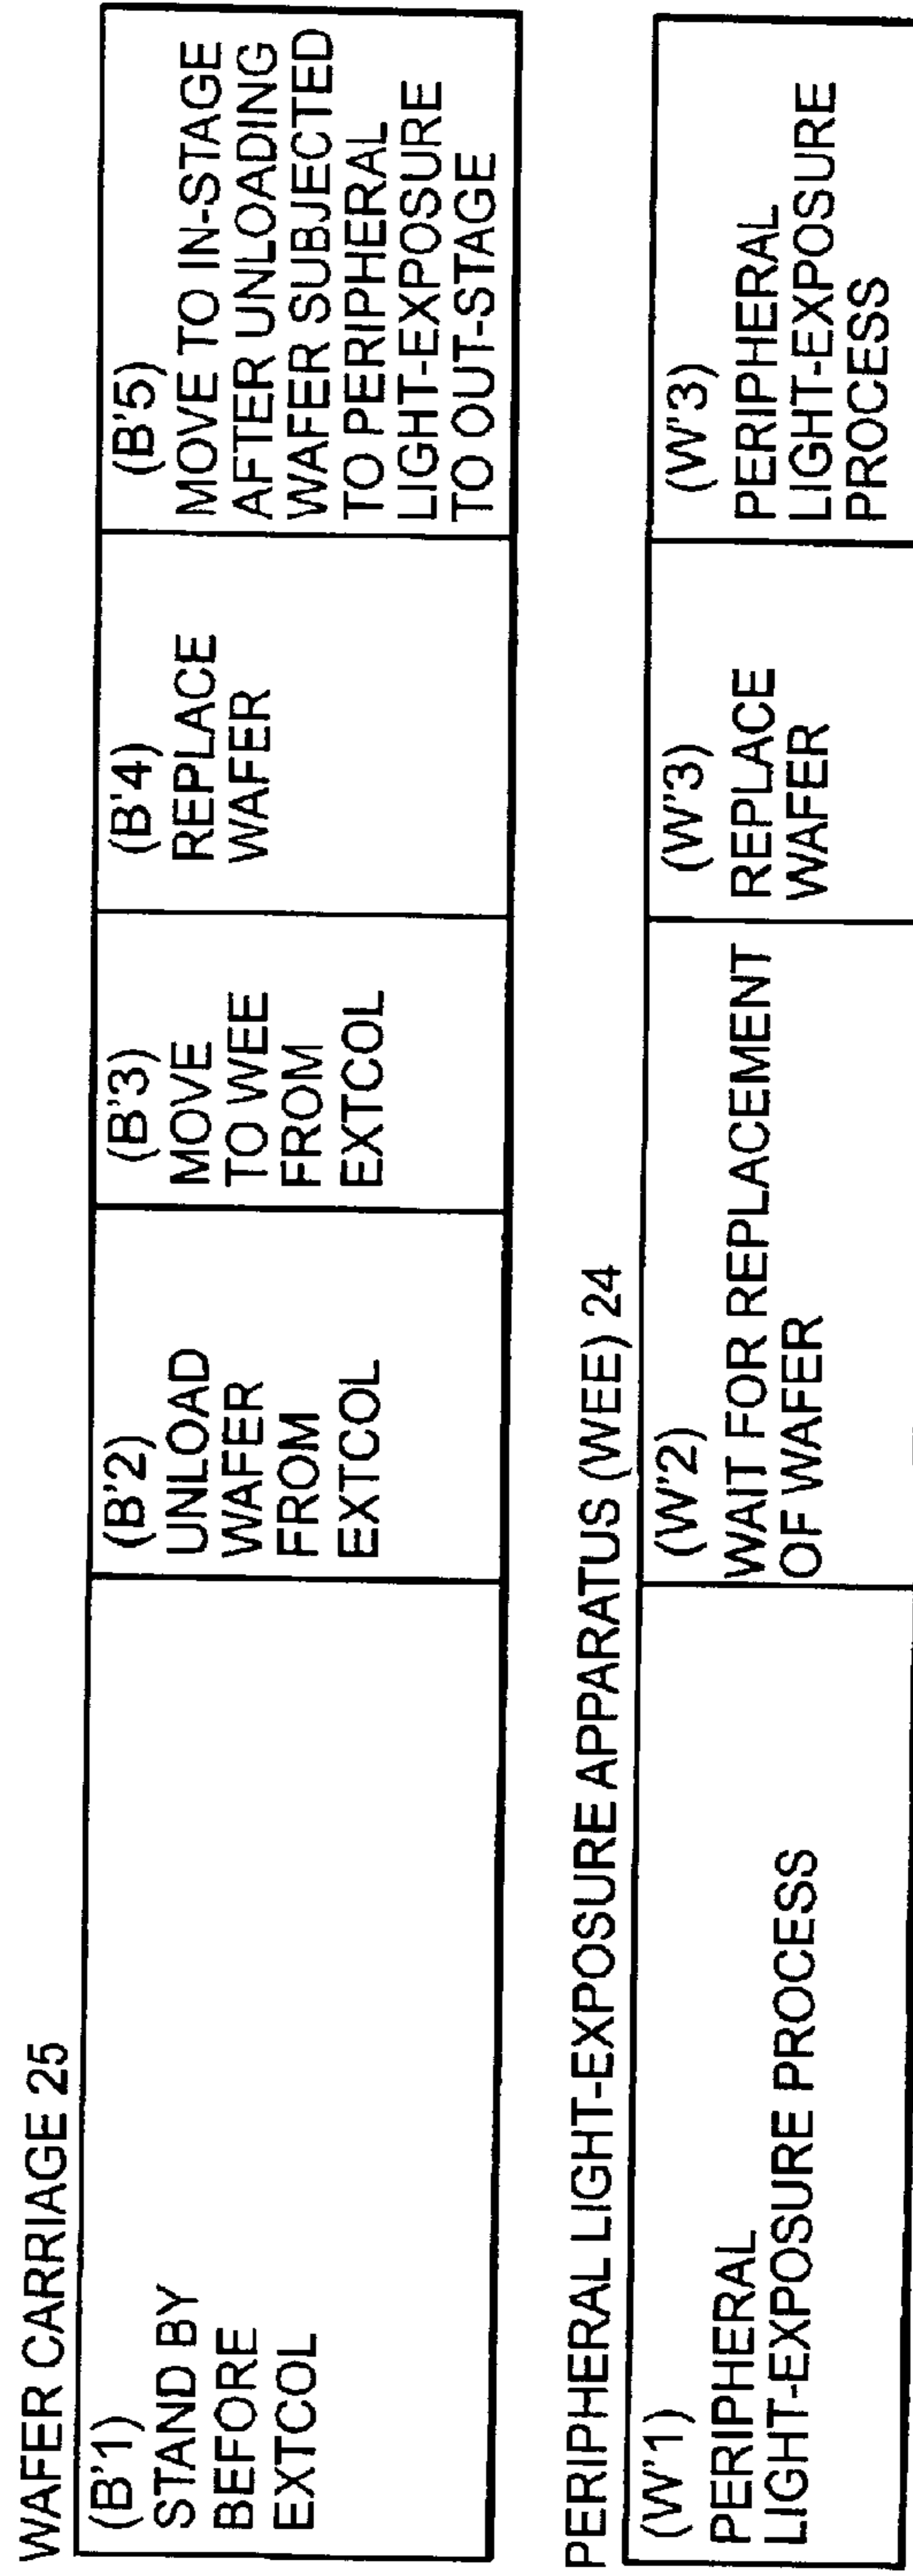 WAFER CARRIAGE 25
(B'1)
STAND BY
BEFORE
EXTCOL
(B'2)
UNLOAD
WAFER
FROM
EXTCOL
(B'3)
MOVE
TO WEE
FROM
EXTCOL
(B'4)
REPLACE
WAFER
(B'5)
MOVE TO IN-STAGE
AFTER UNLOADING
WAFER SUBJECTED
TO PERIPHERAL
LIGHT-EXPOSURE
TO OUT-STAGE
PERIPHERAL LIGHT-EXPOSURE APPARATUS (WEE) 24
(W'1)
PERIPHERAL
LIGHT-EXPOSURE PROCESS
(W'2)
WAIT FOR REPLACEMENT
OF WAFER
(W'3)
REPLACE
WAFER
(W'3)
PERIPHERAL
LIGHT-EXPOSURE
PROCESS